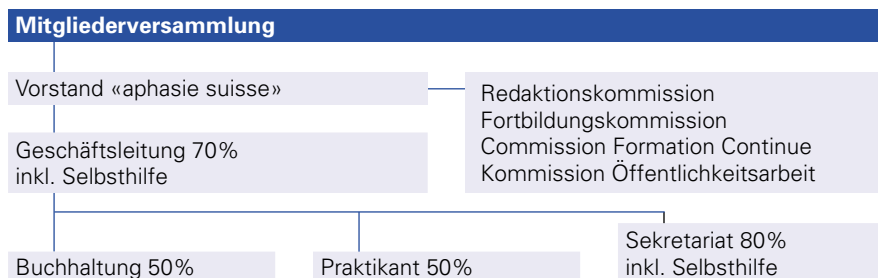 Mitgliederversammlung
Vorstand «aphasie suisse»
Redaktionskommission
Fortbildungskommission
Commission Formation Continue
Kommission Öffentlichkeitsarbeit
Geschäftsleitung 70%
inkl. Selbsthilfe
Buchhaltung 50%
Praktikant 50%
Sekretariat 80%
inkl. Selbsthilfe